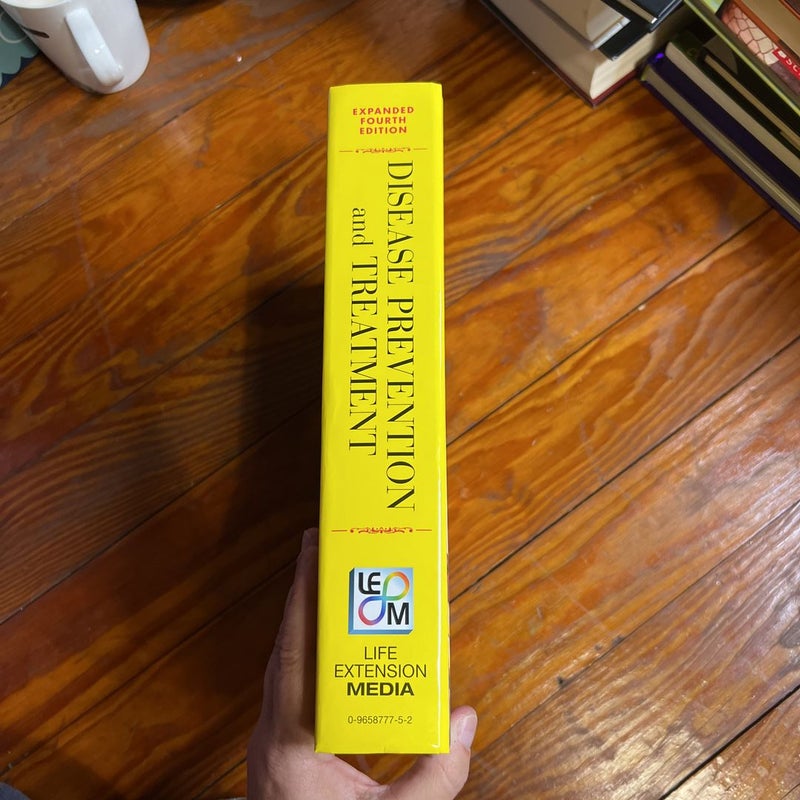 EXPANDED
FOURTH
EDITION
DISEASE PREVENTION
and TREATMENT
LE
M
LIFE
EXTENSION
MEDIA
0-9658777-5-2